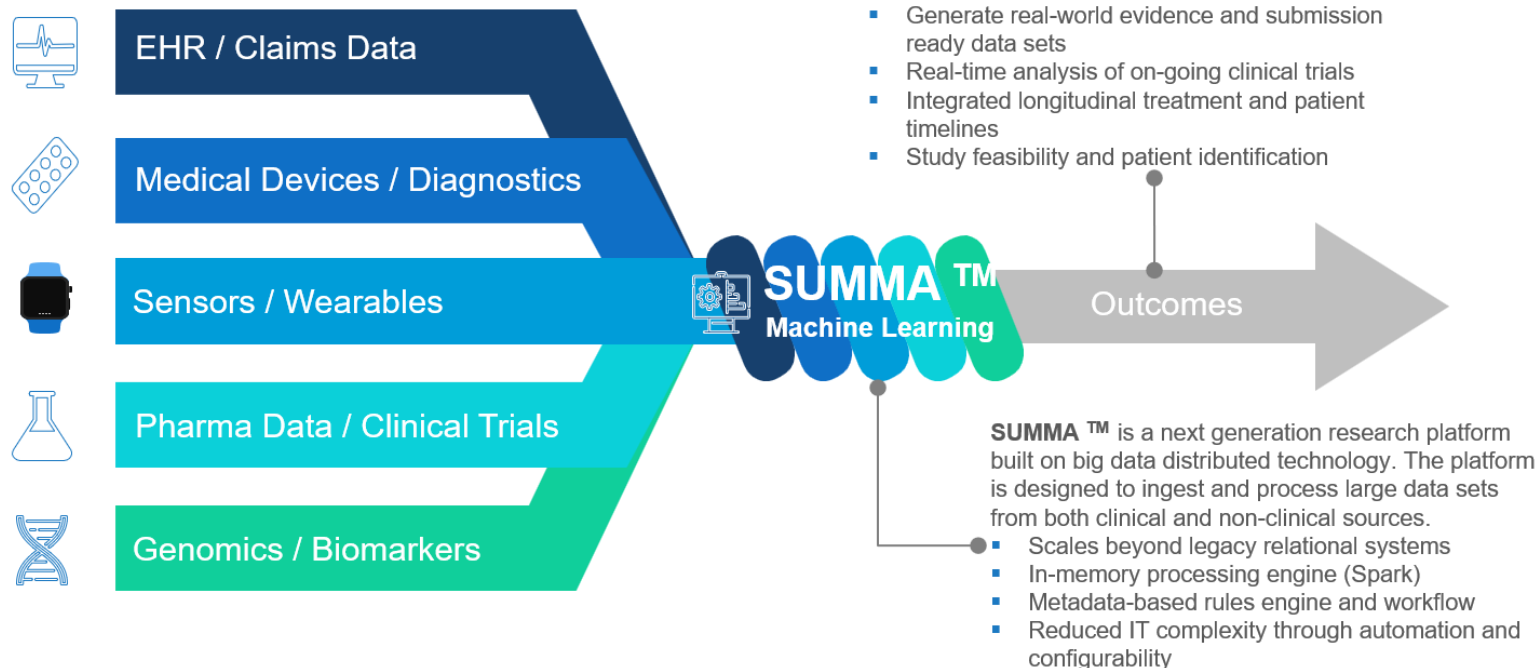 EHR / Claims Data
Medical Devices / Diagnostics
Sensors / Wearables
Pharma Data / Clinical Trials
Genomics / Biomarkers
SUMMA ™
Machine Learning
▪ Generate real-world evidence and submission
ready data sets
▪ Real-time analysis of on-going clinical trials
▪ Integrated longitudinal treatment and patient
timelines
▪ Study feasibility and patient identification
Outcomes
SUMMA ™ is a next generation research platform
built on big data distributed technology. The platform
is designed to ingest and process large data sets
from both clinical and non-clinical sources.
▪ Scales beyond legacy relational systems
▪ In-memory processing engine (Spark)
▪ Metadata-based rules engine and workflow
▪ Reduced IT complexity through automation and
configurability